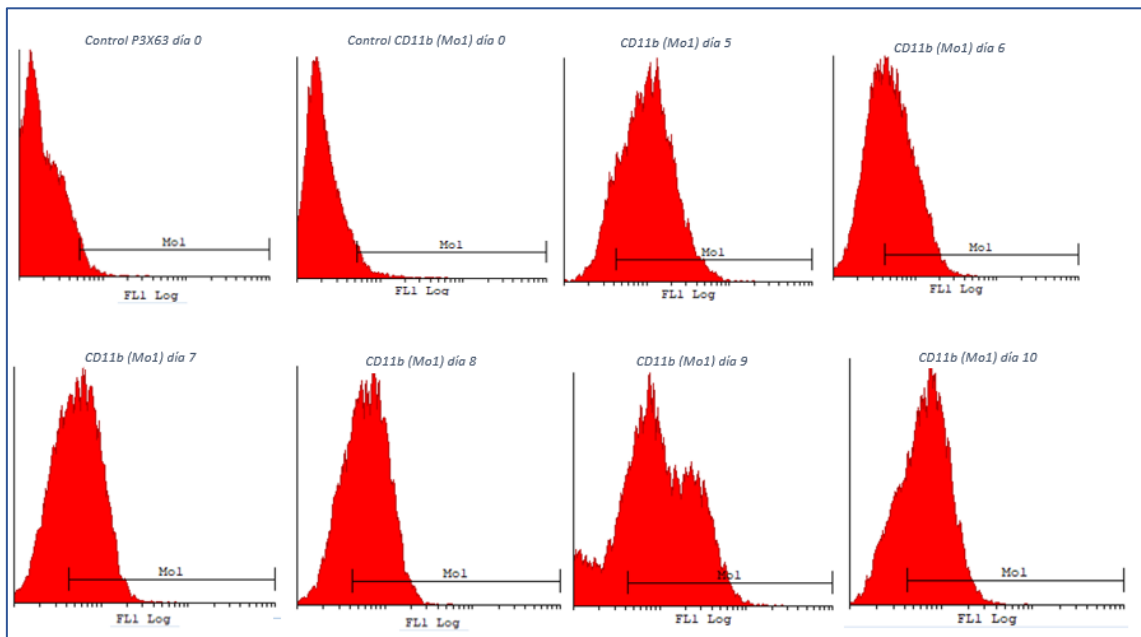 Control P3X63 día 0
Control CD11b (Mo1) día 0
CD11b (Mo1) día 5
CD11b (Mo1) día 6
Mo1
Mo1
Mo1
Mo1
FL1 Log
FL1 Log
FL1 Log
FL1 Log
CD11b (Mo1) día 7
CD11b (Mo1) día 8
CD11b (Mo1) día 9
CD11b (Mo1) día 10
Mo1
Mo1
Mo1
Mo1
FL1 Log
FL1 Log
FL1 Log
FL1 Log